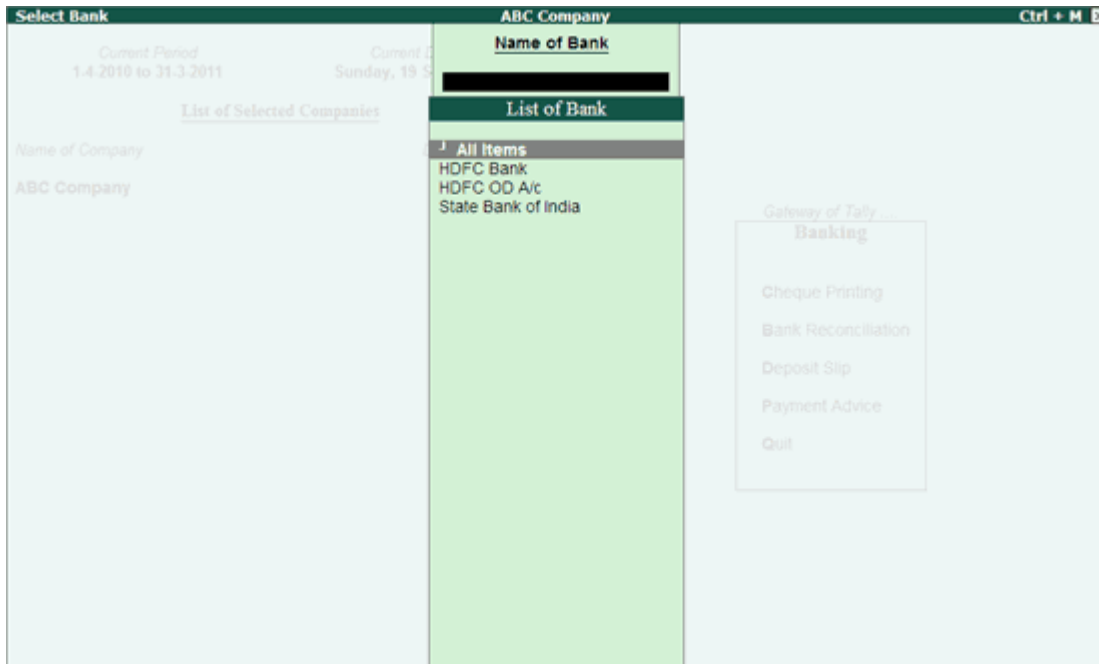 Select Bank ABC Company Ctrl + M
Current Period Current D
1-4-2010 to 31-3-2011 Sunday, 19 S
List of Selected Companies
Name of Company
ABC Company
Name of Bank
List of Bank
All Items
HDFC Bank
HDFC OD A/c
State Bank of India
Gateway of Tally ...
Banking
Cheque Printing
Bank Reconciliation
Deposit Slip
Payment Advice
Quit